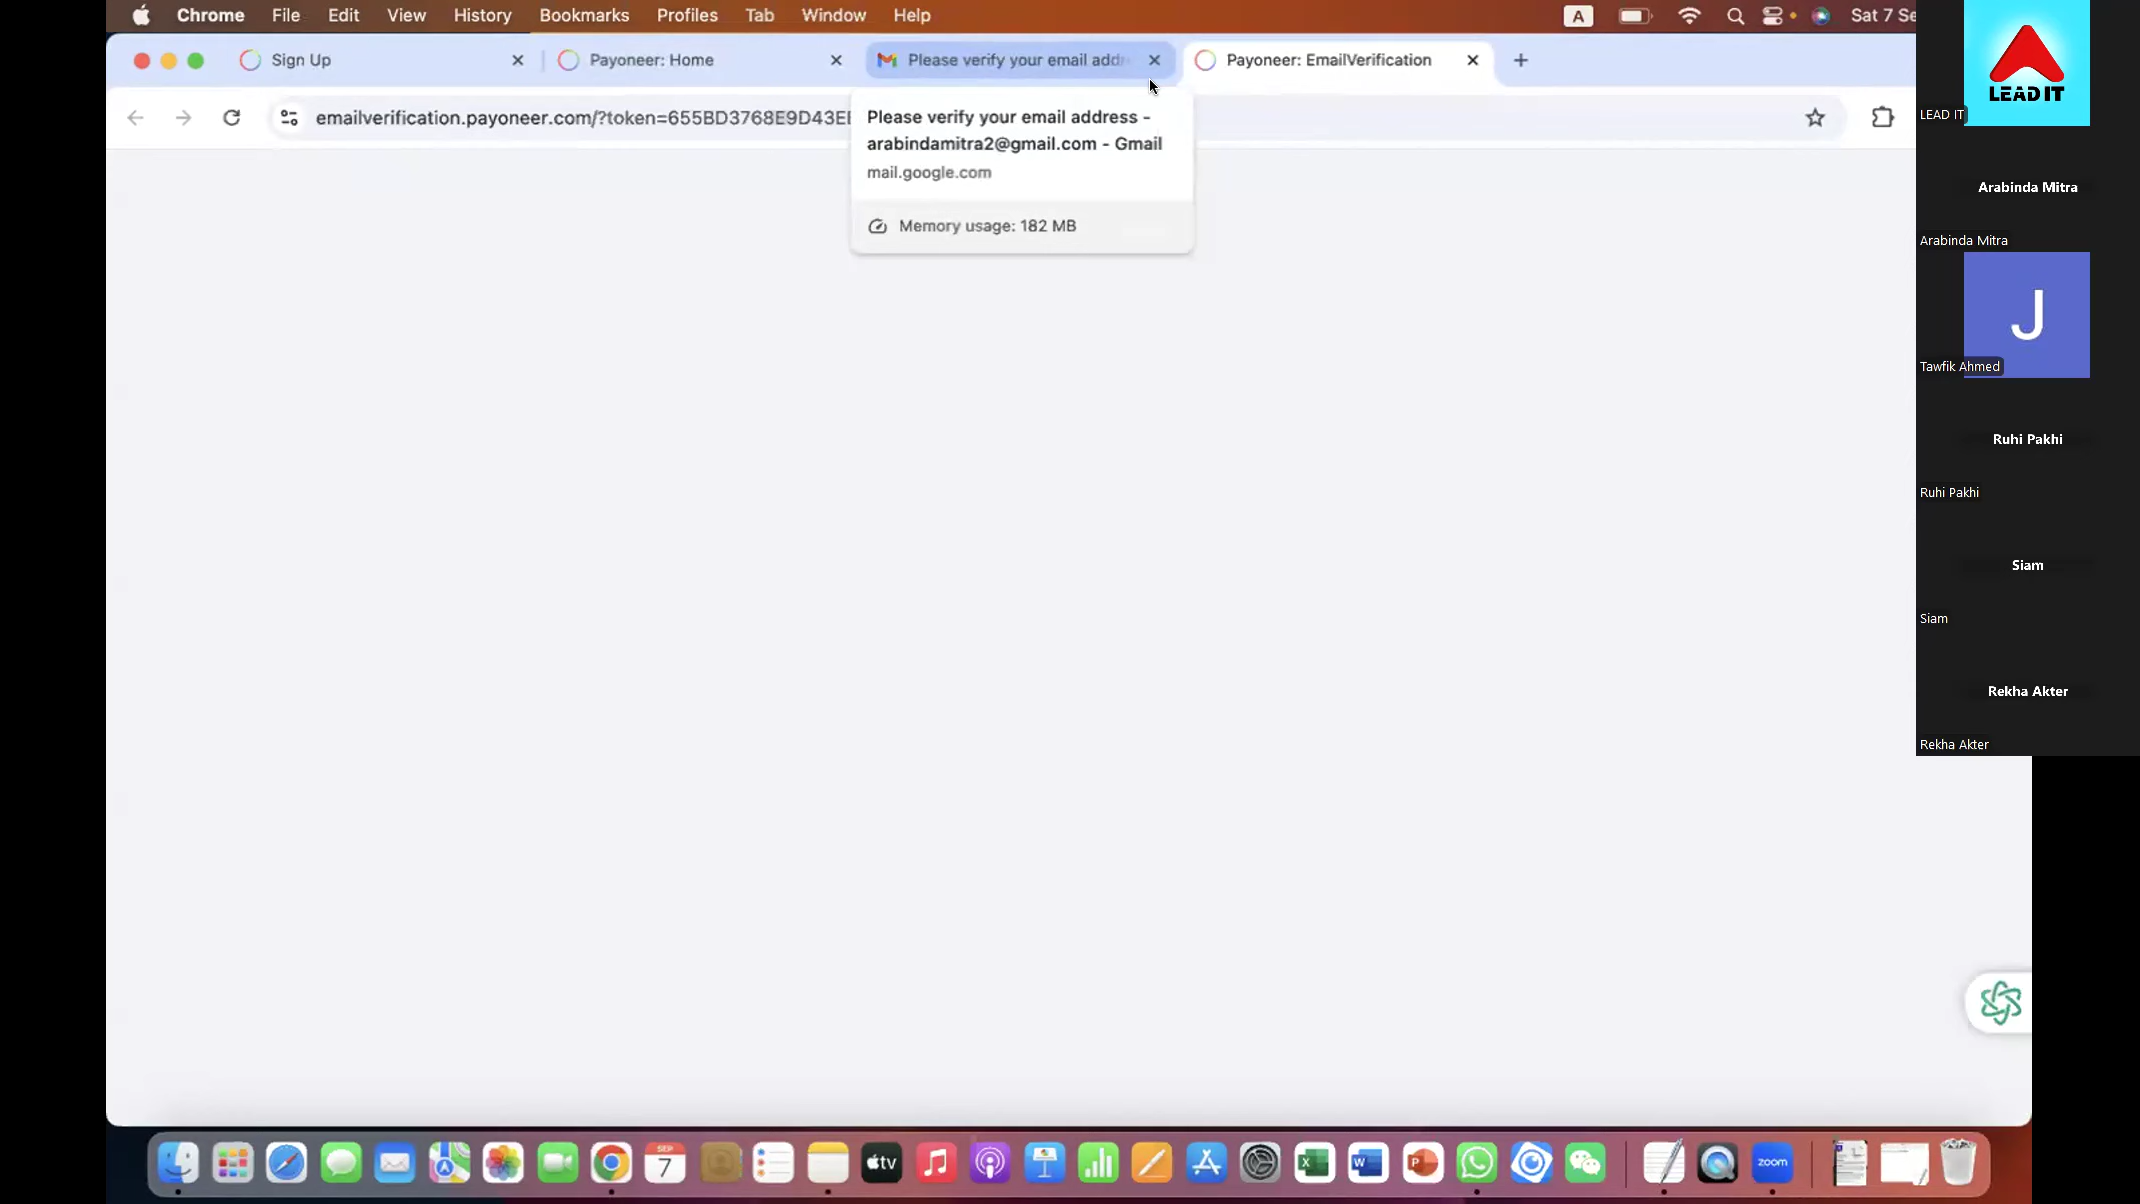 Chrome File Edit View History Bookmarks Profiles Tab Window Help
A
Sat 7 Se
Sign Up
Payoneer: Home
Please verify your email add
Payoneer: EmailVerification
emailverification.payoneer.com/?token=655BD3768E9D43E
Please verify your email address -
arabindamitra2@gmail.com - Gmail
mail.google.com
Memory usage: 182 MB
LEAD IT
LEAD IT
Arabinda Mitra
Arabinda Mitra
J
Tawfik Ahmed
Ruhi Pakhi
Ruhi Pakhi
Siam
Siam
Rekha Akter
Rekha Akter
SEP
7
tv
X
W
P
zoom